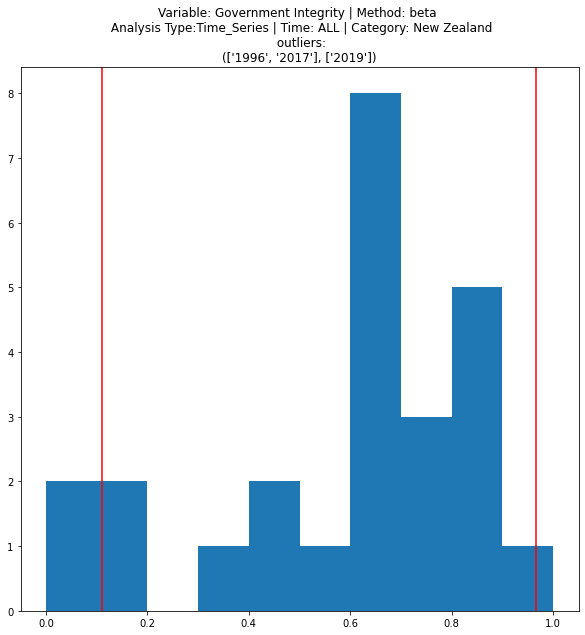 Variable: Government Integrity | Method: beta
Analysis Type:Time_Series | Time: ALL | Category: New Zealand
outliers:
(['1996', '2017'], ['2019'])
8
7
6
5
4
3
2
1
0
0.0 0.2 0.4 0.6 0.8 1.0